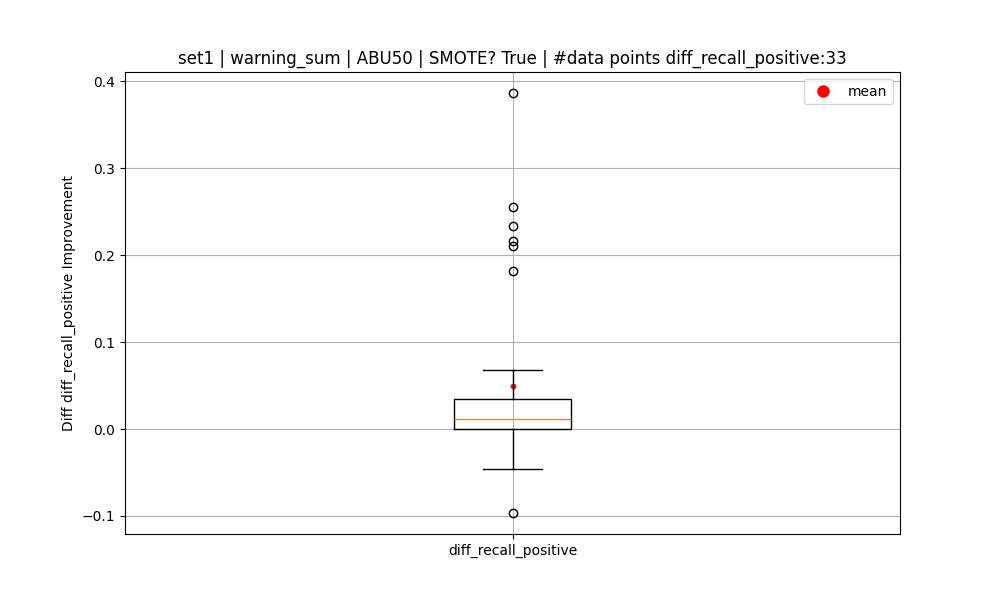 set1 | warning_sum | ABU50 | SMOTE? True | #data points diff_recall_positive:33
mean
Diff diff_recall_positive Improvement
0.4
0.3
0.2
0.1
0.0
−0.1
diff_recall_positive